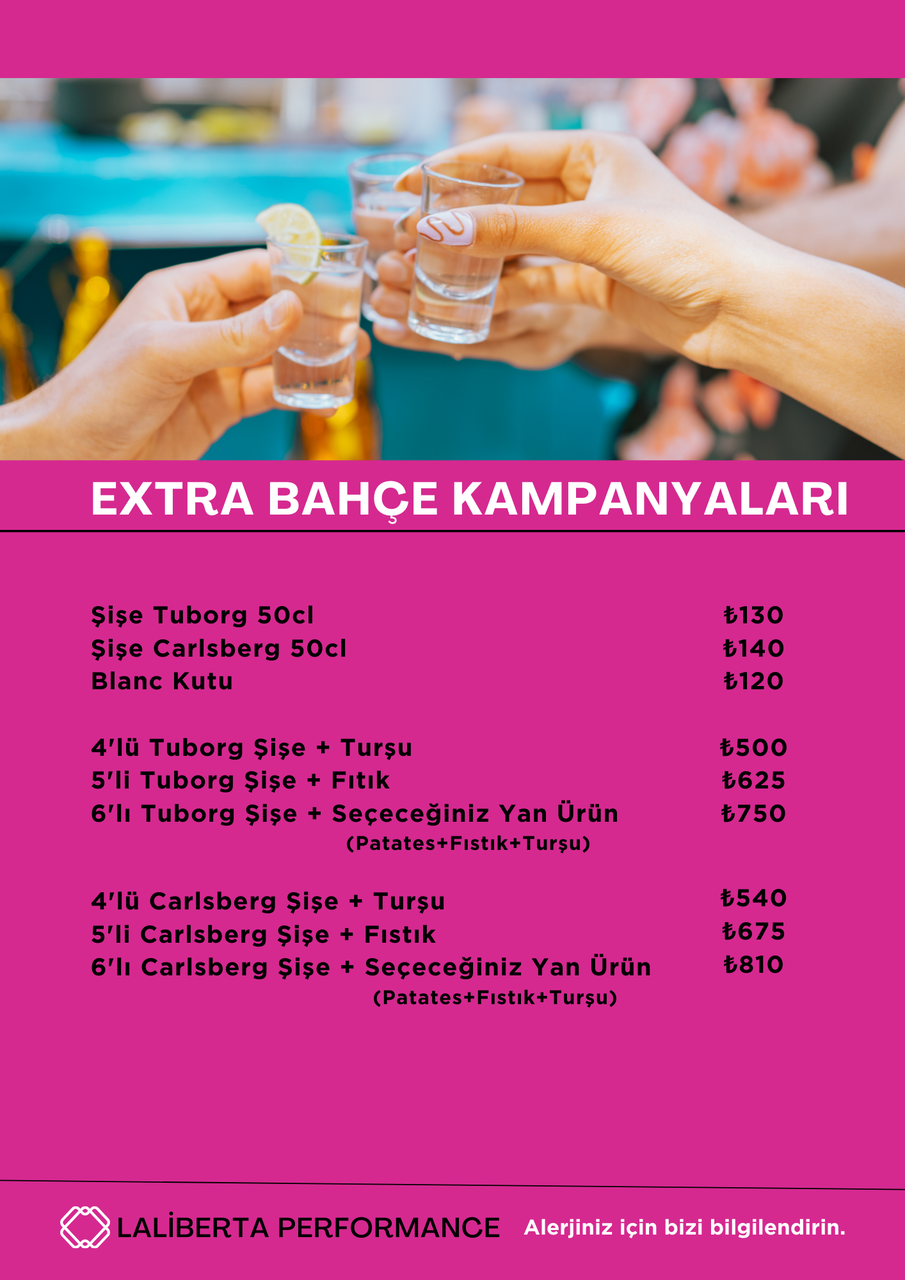 EXTRA BAHÇE KAMPANYALARI
Şişe Tuborg 50cl ₺130
Şişe Carlsberg 50cl ₺140
Blanc Kutu ₺120
4'lü Tuborg Şişe + Turşu ₺500
5'li Tuborg Şişe + Fıtık ₺625
6'lı Tuborg Şişe + Seçeceğiniz Yan Ürün ₺750
(Patates+Fıstık+Turşu)
4'lü Carlsberg Şişe + Turşu ₺540
5'li Carlsberg Şişe + Fıstık ₺675
6'lı Carlsberg Şişe + Seçeceğiniz Yan Ürün ₺810
(Patates+Fıstık+Turşu)
LALİBERTA PERFORMANCE Alerjiniz için bizi bilgilendirin.